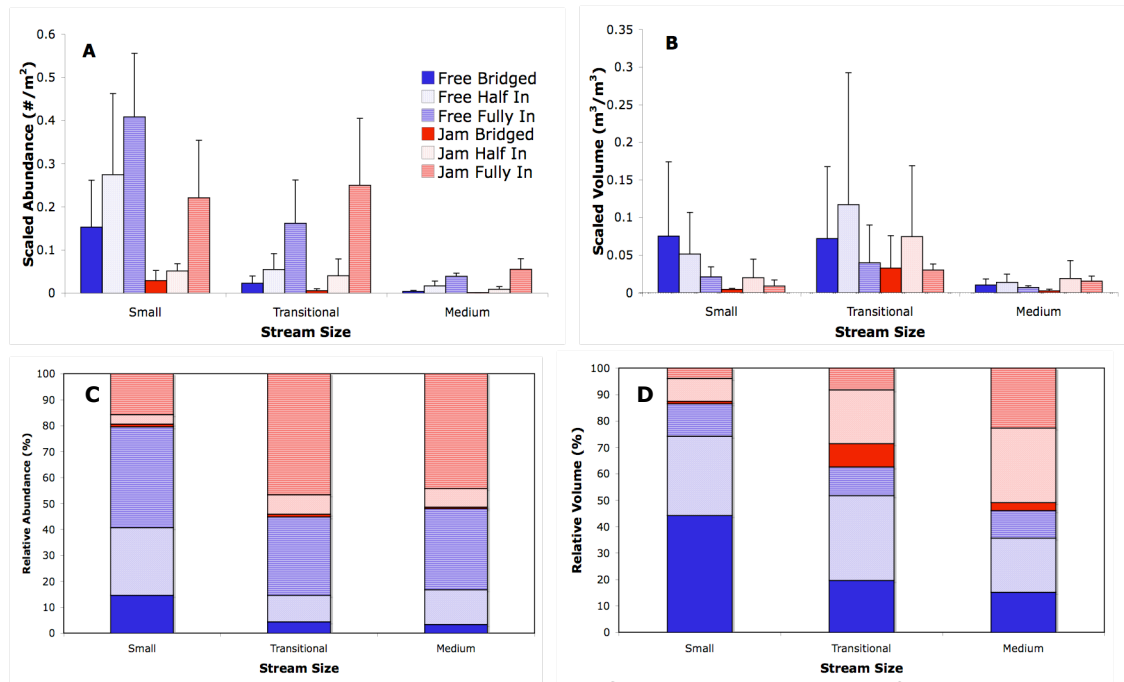 A
0.6
0.5
0.4
0.3
0.2
0.1
0
Scaled Abundance (#/m²)
Free Bridged
Free Half In
Free Fully In
Jam Bridged
Jam Half In
Jam Fully In
Small Transitional Medium
Stream Size
B
0.35
0.3
0.25
0.2
0.15
0.1
0.05
0
Scaled Volume (m³/m³)
Small Transitional Medium
Stream Size
C
100
90
80
70
60
50
40
30
20
10
0
Relative Abundance (%)
Small Transitional Medium
Stream Size
D
100
90
80
70
60
50
40
30
20
10
0
Relative Volume (%)
Small Transitional Medium
Stream Size